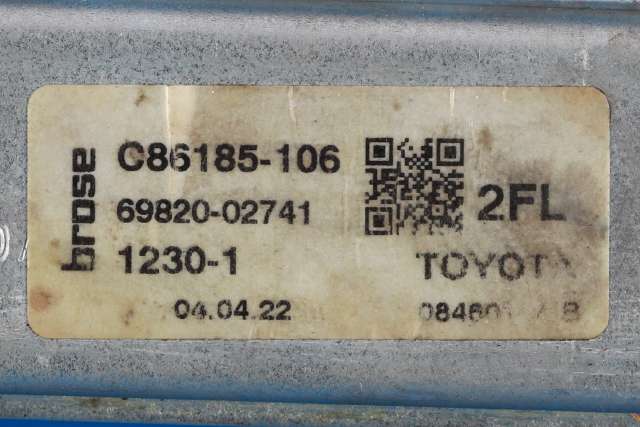 brose
C86185-106
69820-02741
1230-1
04.04.22
2FL
TOYOTA